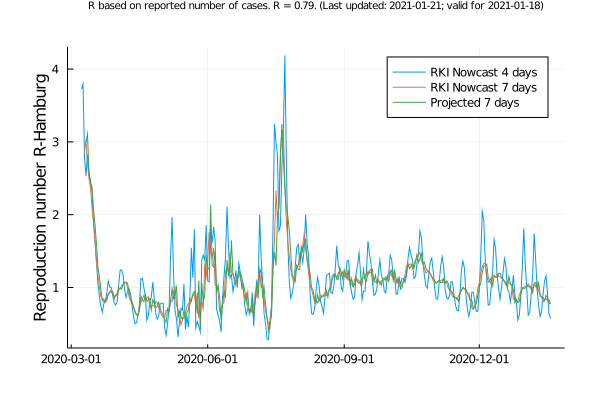 R based on reported number of cases. R = 0.79. (Last updated: 2021-01-21; valid for 2021-01-18)
Reproduction number R-Hamburg
4
3
2
1
RKI Nowcast 4 days
RKI Nowcast 7 days
Projected 7 days
2020-03-01
2020-06-01
2020-09-01
2020-12-01